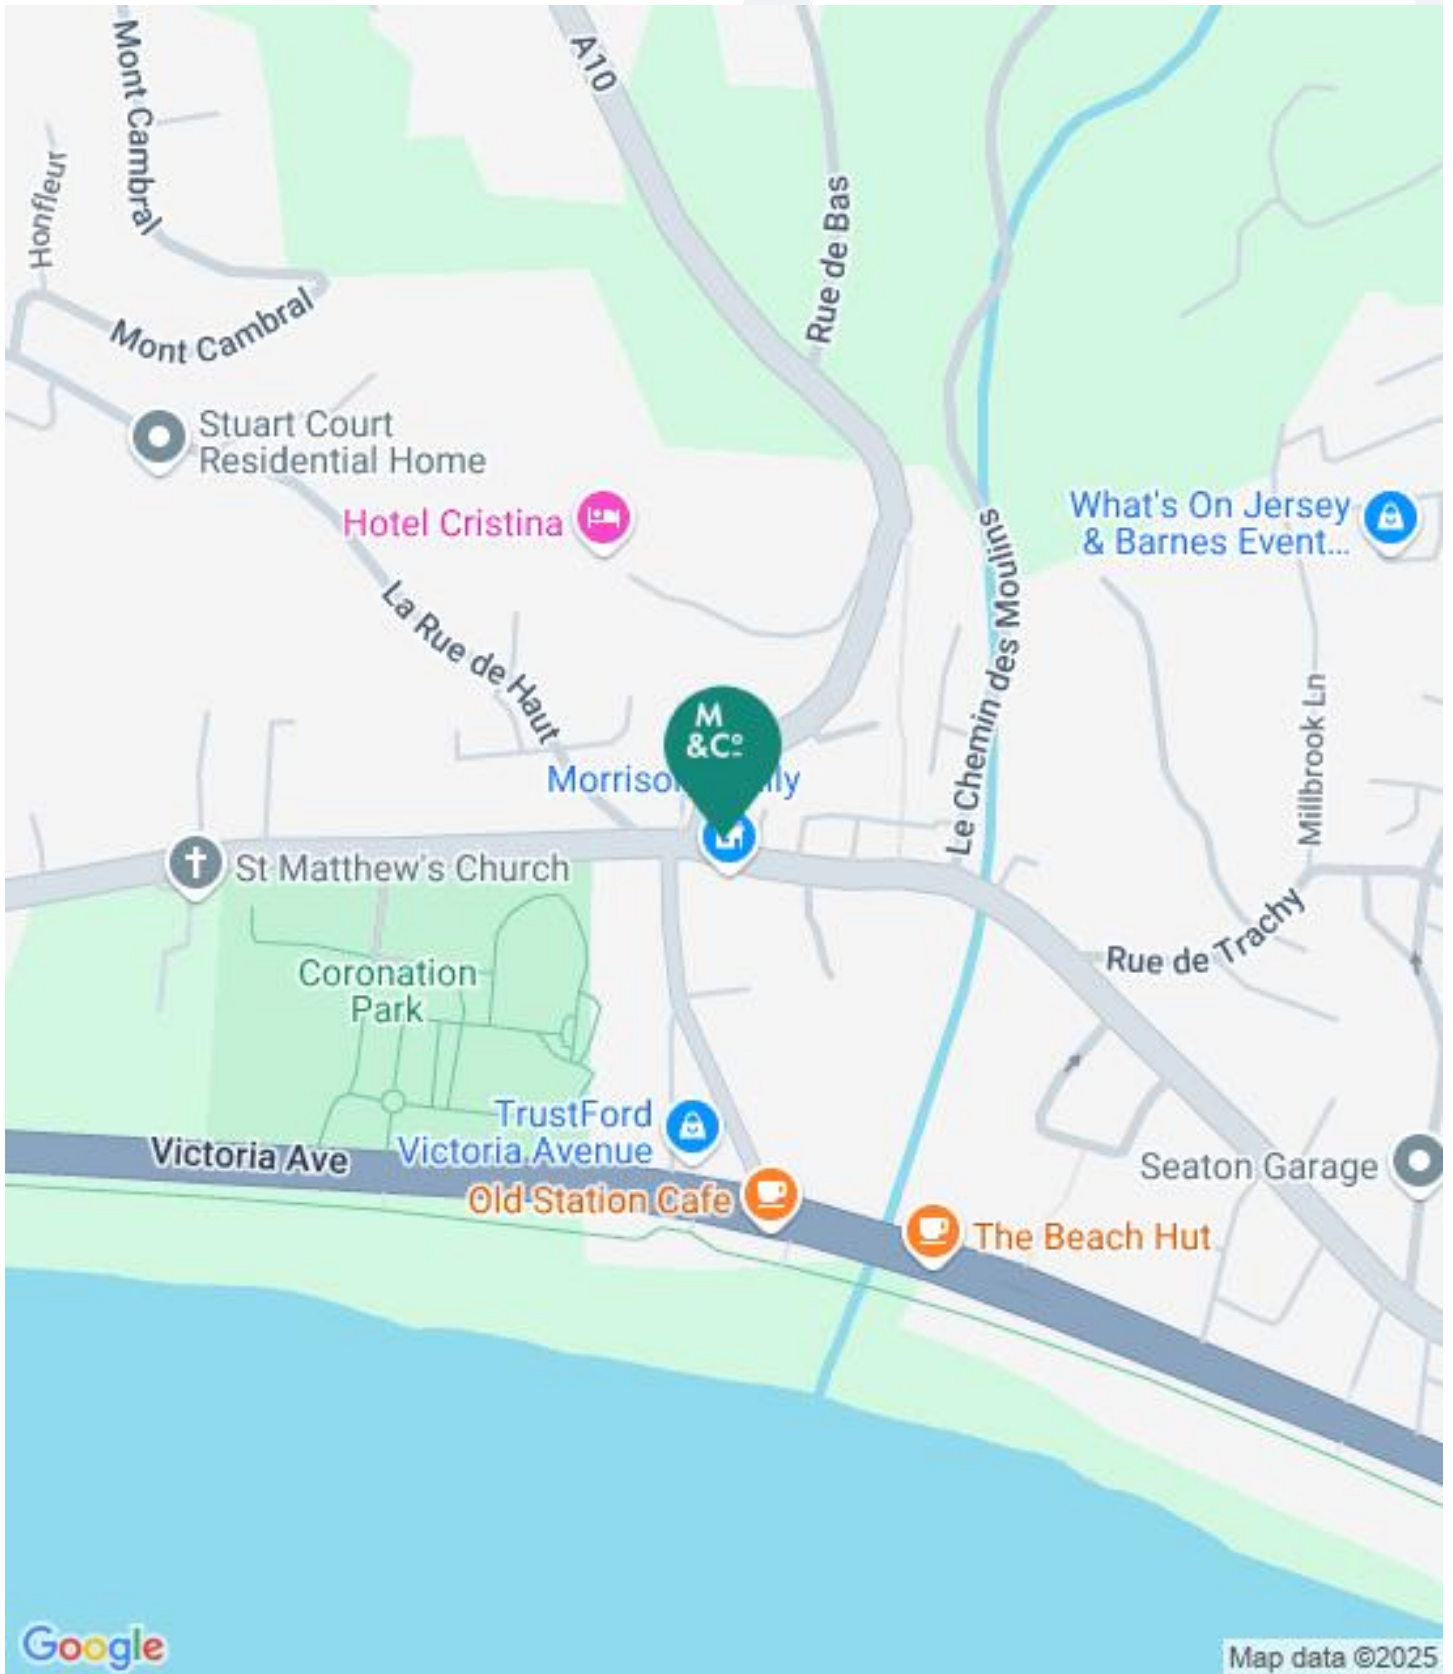 Mont Cambral
A10
Honfleur
Rue de Bas
Mont Cambral
Stuart Court
Residential Home
Hotel Cristina
What's On Jersey
& Barnes Event...
Le Chemin des Moulins
La Rue de Haut
Millbrook Ln
M
&Cº
St Matthew's Church
Rue de Trachy
Coronation
Park
TrustFord
Victoria Avenue
Victoria Ave
Old Station Cafe
Seaton Garage
The Beach Hut
Google
Map data ©2025